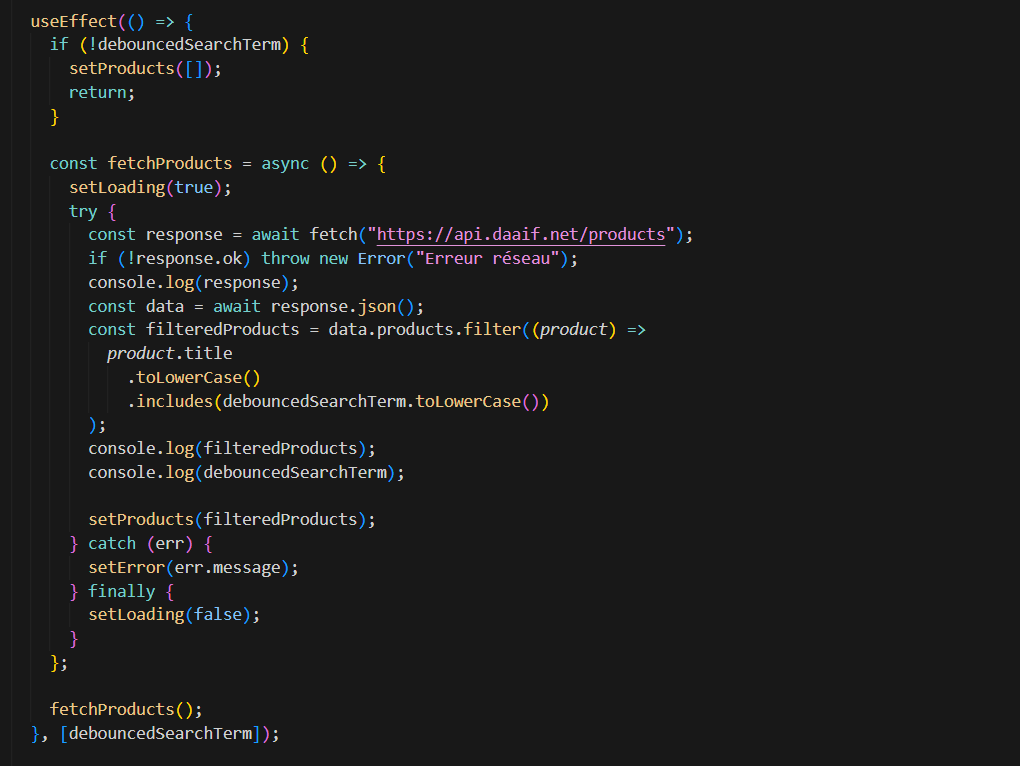 useEffect(() => {
if (!debouncedSearchTerm) {
setProducts([]);
return;
}
const fetchProducts = async () => {
setLoading(true);
try {
const response = await fetch("https://api.daaif.net/products");
if (!response.ok) throw new Error("Erreur réseau");
console.log(response);
const data = await response.json();
const filteredProducts = data.products.filter((product) =>
product.title
.toLowerCase()
.includes(debouncedSearchTerm.toLowerCase())
);
console.log(filteredProducts);
console.log(debouncedSearchTerm);
setProducts(filteredProducts);
} catch (err) {
setError(err.message);
} finally {
setLoading(false);
}
};
fetchProducts();
}, [debouncedSearchTerm]);